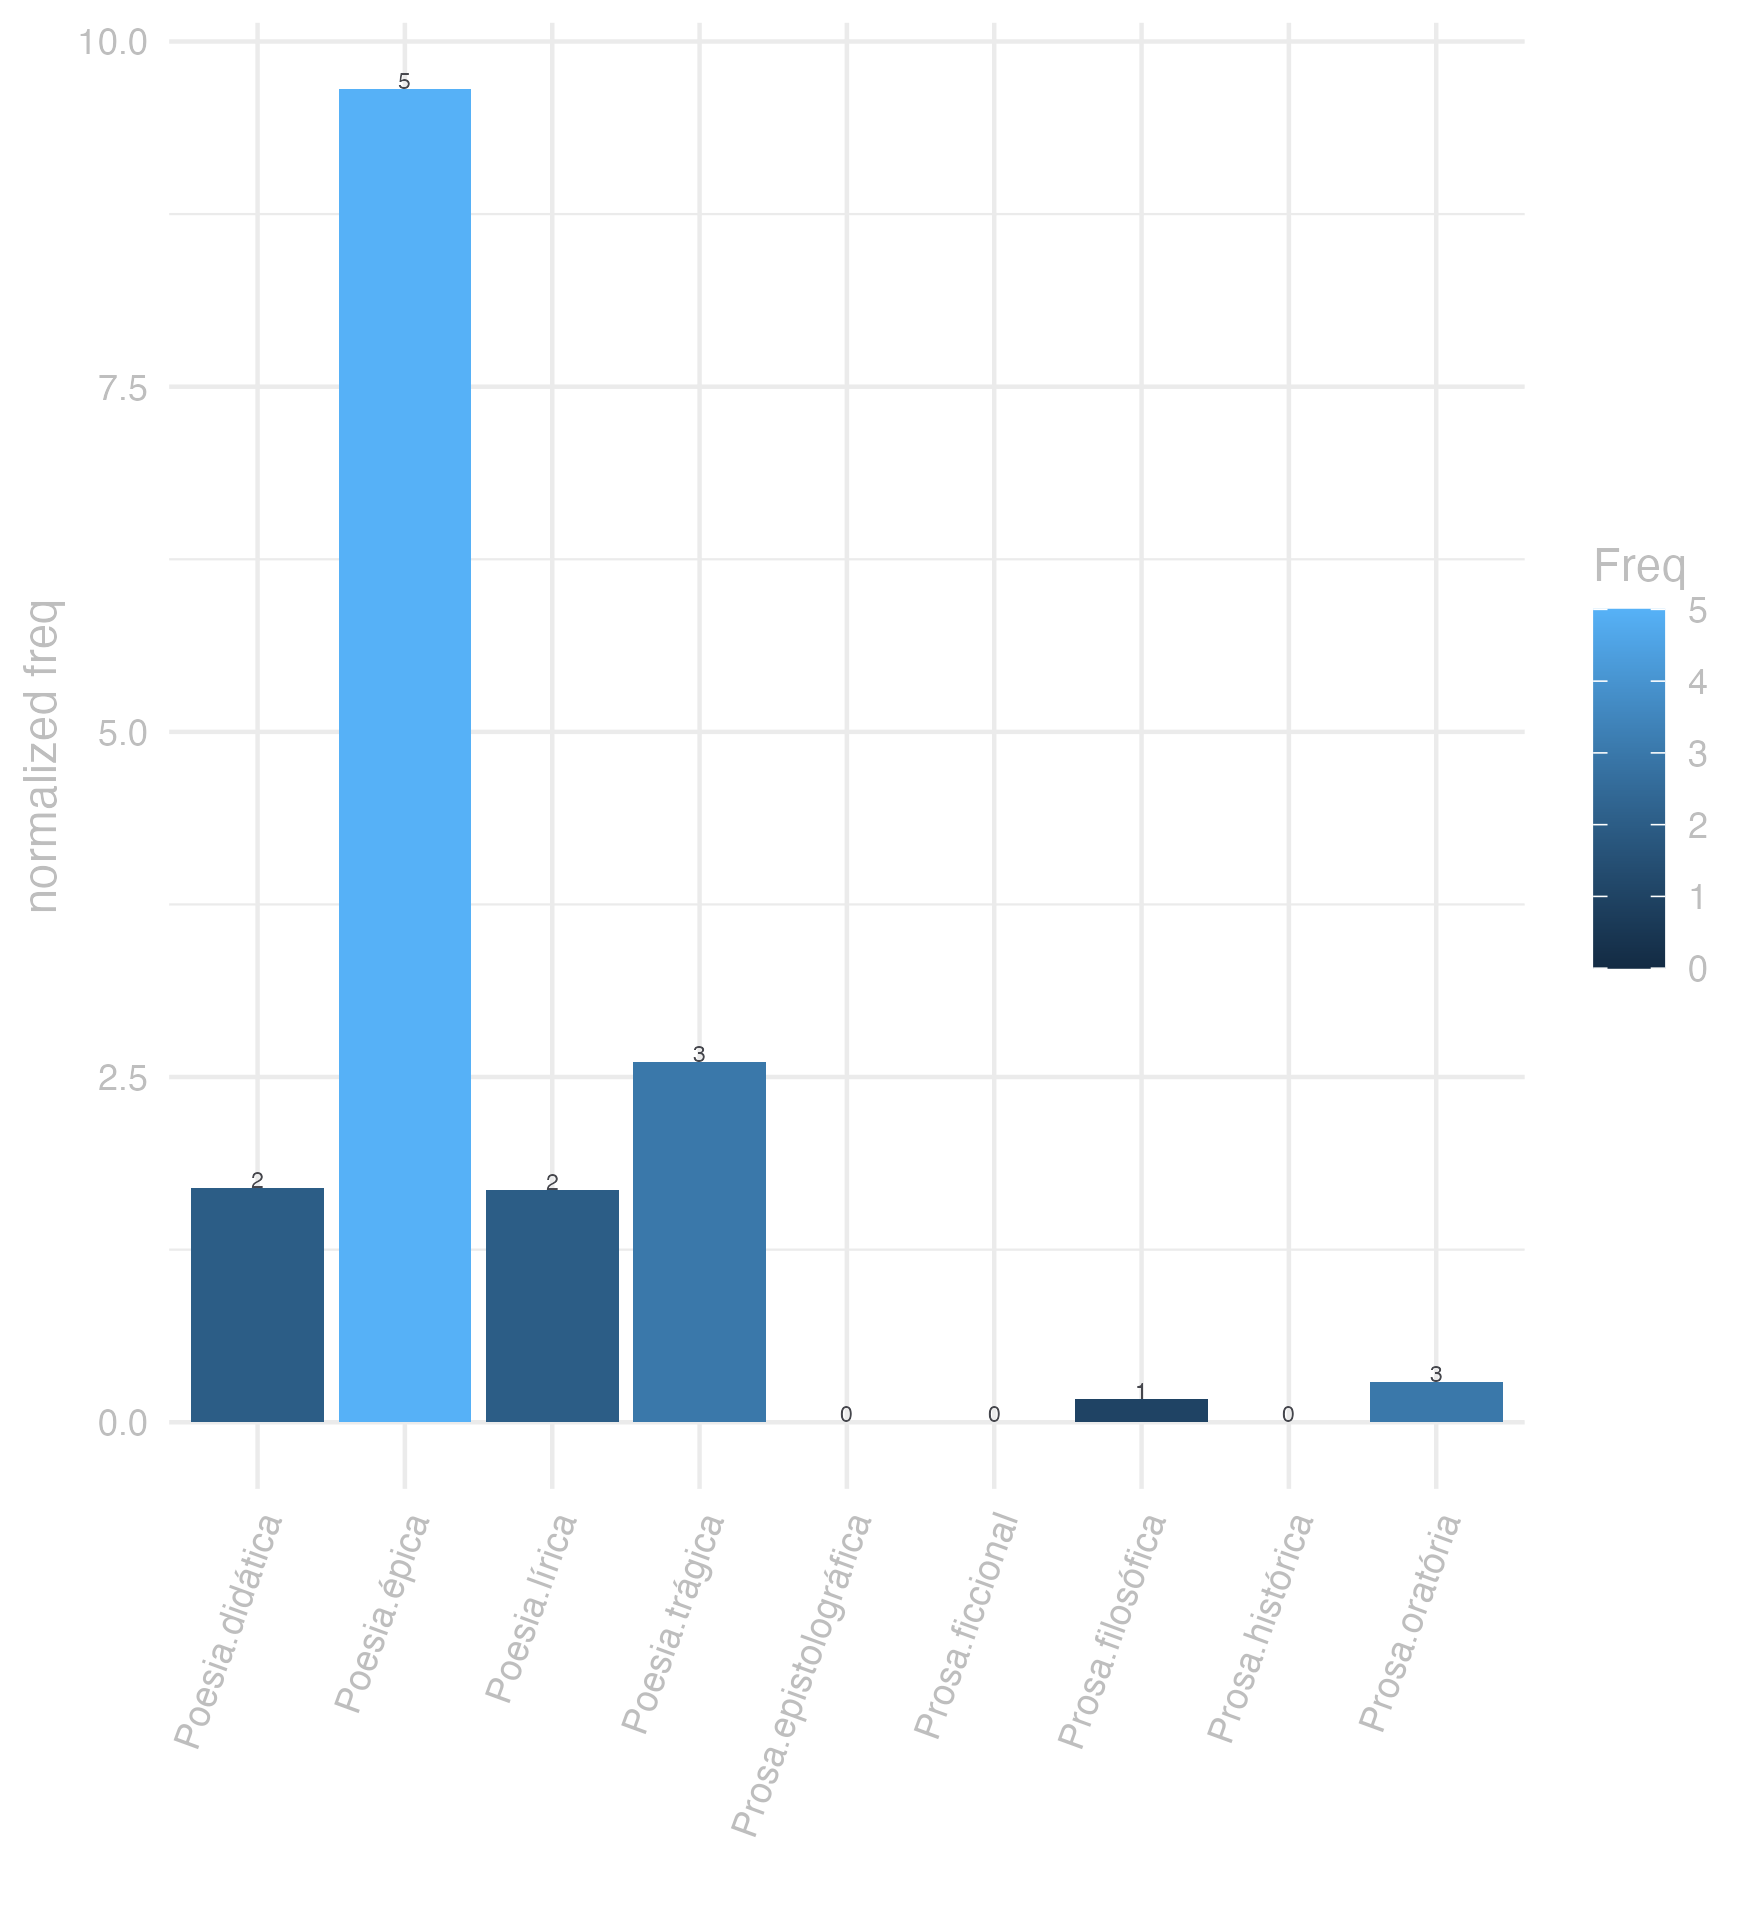 normalized freq
10.0
7.5
5.0
2.5
0.0
2
5
2
3
0
0
1
0
3
Poesia.didática
Poesia.épica
Poesia.lírica
Poesia.trágica
Prosa.epistolográfica
Prosa.ficcional
Prosa.filosófica
Prosa.histórica
Prosa.oratória
Freq
5
4
3
2
1
0